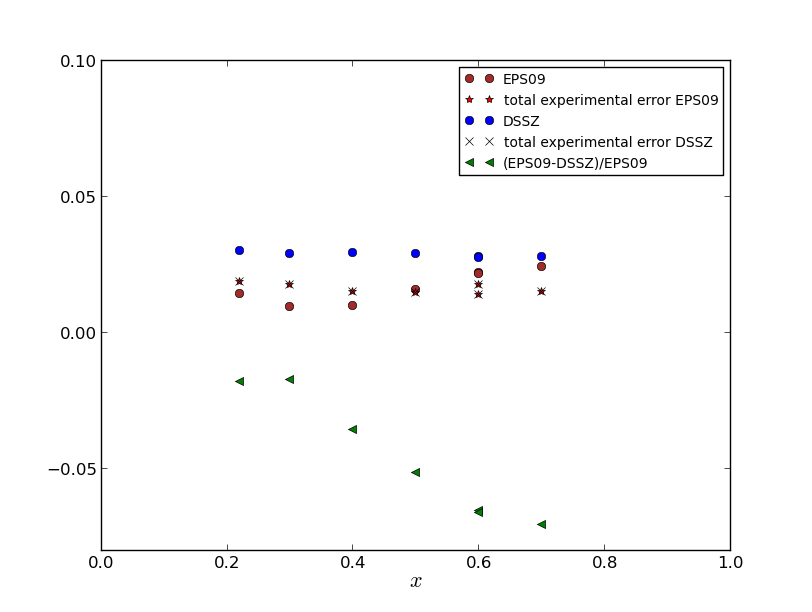 0.10
0.05
0.00
−0.05
EPS09
total experimental error EPS09
DSSZ
total experimental error DSSZ
(EPS09-DSSZ)/EPS09
0.0 0.2 0.4 0.6 0.8 1.0
x